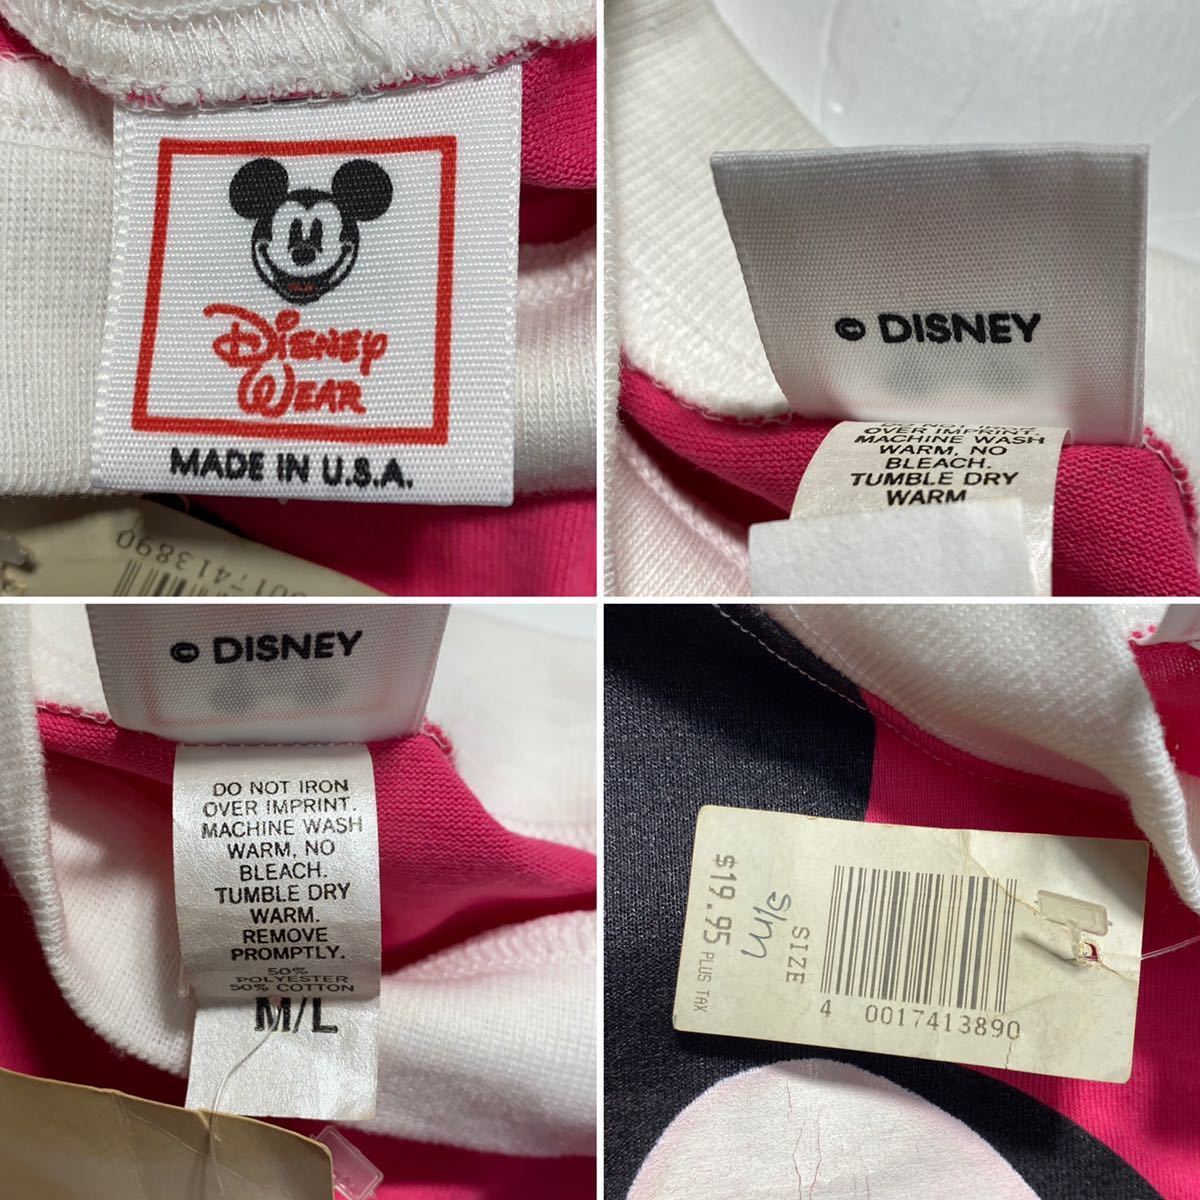 Disney
Wear
MADE IN U.S.A.
0017413890
© DISNEY
OVER IMPRINT.
MACHINE WASH
WARM, NO
BLEACH.
TUMBLE DRY
WARM
© DISNEY
DO NOT IRON
OVER IMPRINT.
MACHINE WASH
WARM, NO
BLEACH.
TUMBLE DRY
WARM.
REMOVE
PROMPTLY.
50%
POLYESTER
50% COTTON
M/L
4 0017413890
SIZE
S/M
$19.95 PLUS TAX